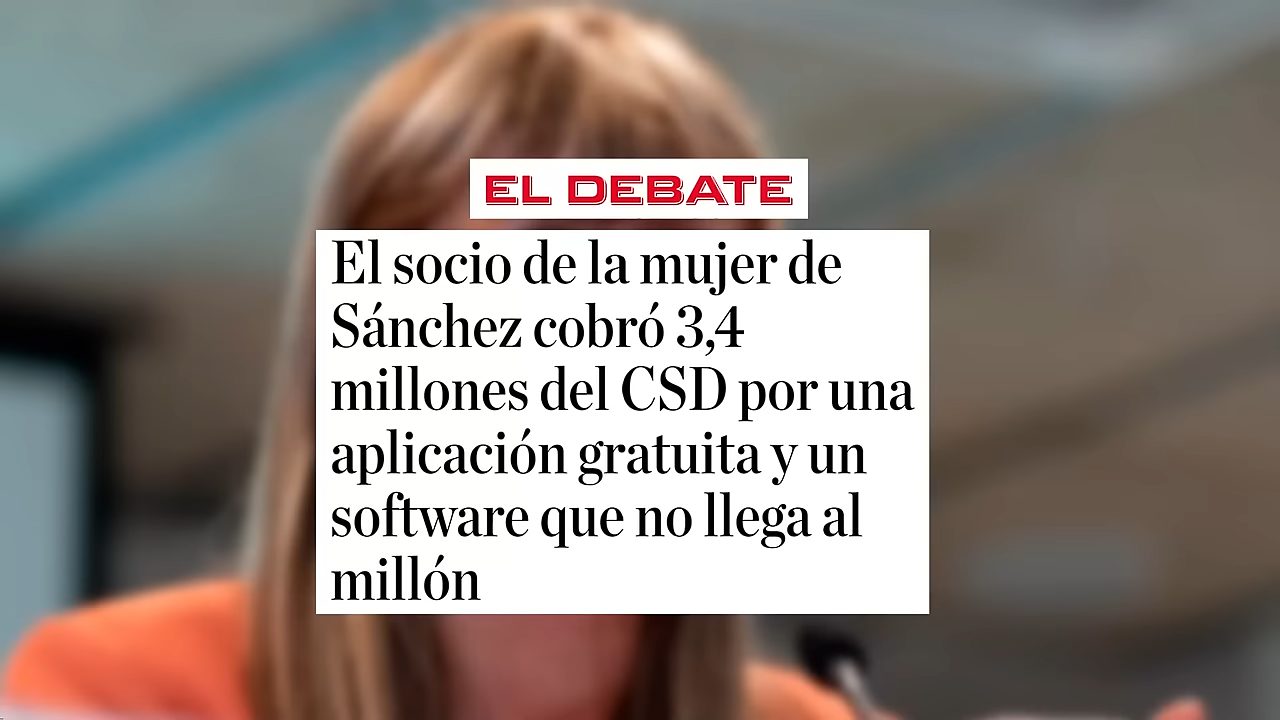 EL DEBATE
El socio de la mujer de
Sánchez cobró 3,4
millones del CSD por una
aplicación gratuita y un
software que no llega al
millón